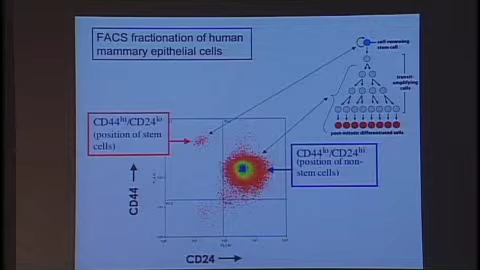 FACS fractionation of human
mammary epithelial cells
self-renewing
stem cell
transit-
amplifying
cells
post-mitotic differentiated cells
CD44hi/CD24lo
(position of stem
cells)
CD44lo/CD24hi
(position of non-
stem cells)
CD44
CD24